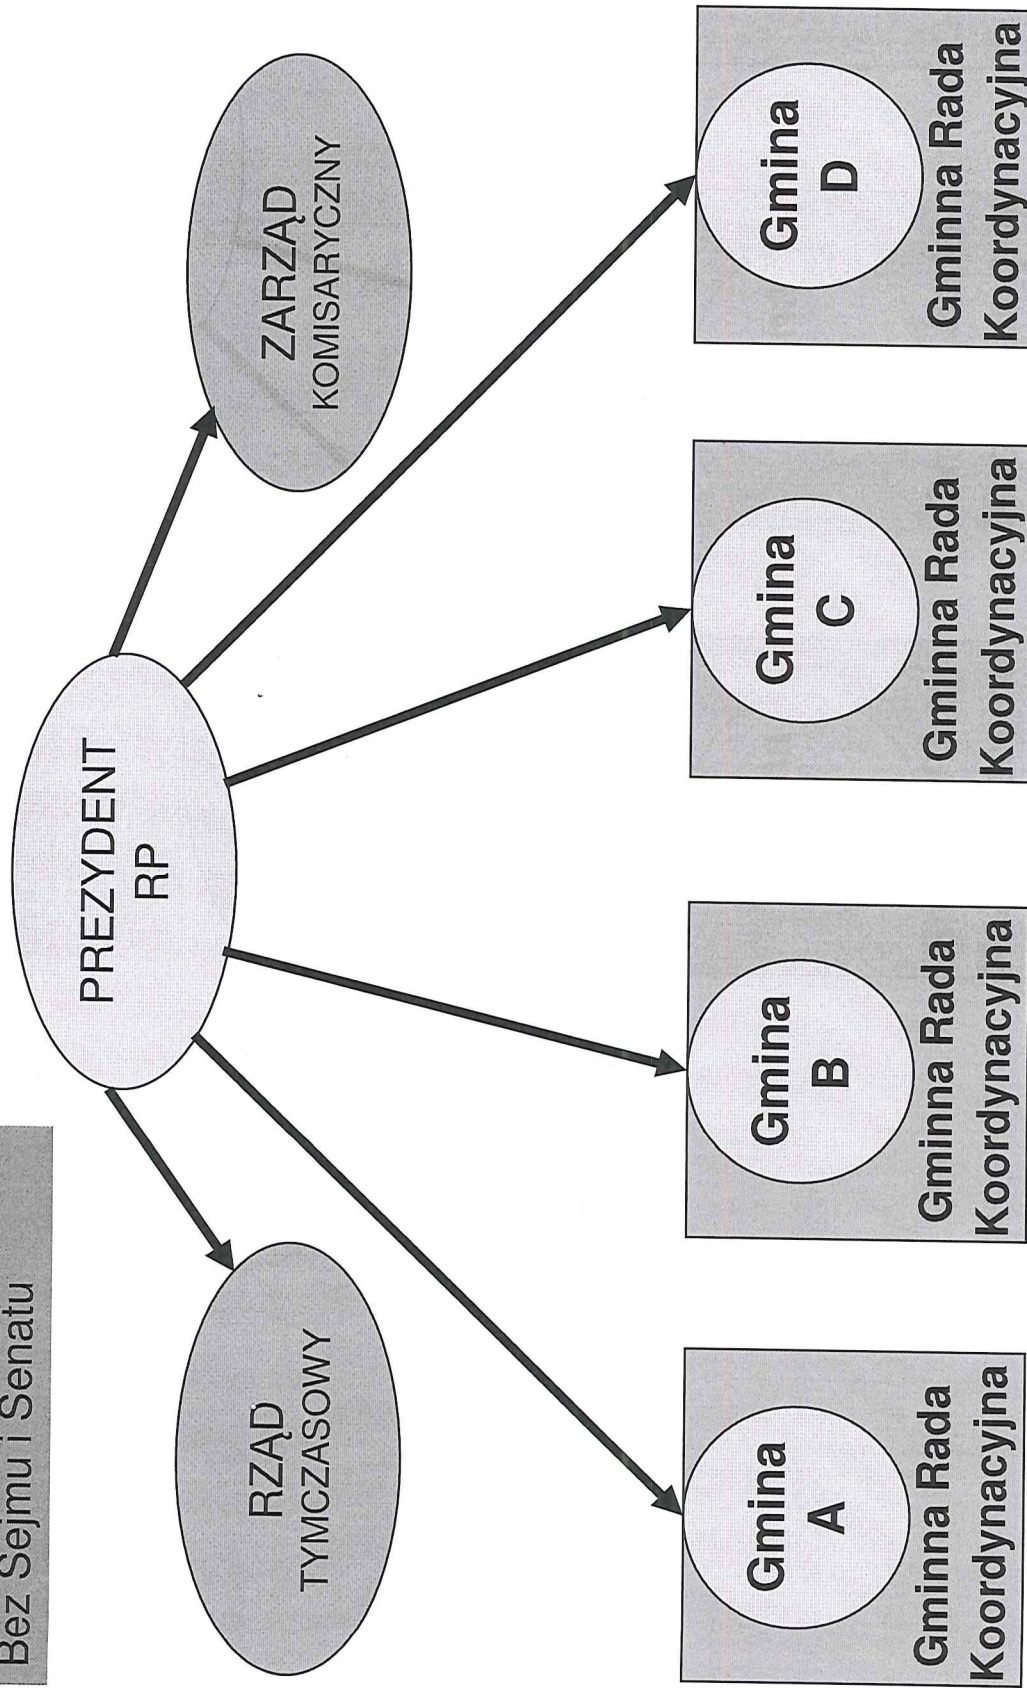 Bez Sejmu i Senatu
PREZYDENT
RP
RZĄD
TYMCZASOWY
ZARZĄD
KOMISARYCZNY
Gmina
A
Gminna Rada
Koordynacyjna
Gmina
B
Gminna Rada
Koordynacyjna
Gmina
C
Gminna Rada
Koordynacyjna
Gmina
D
Gminna Rada
Koordynacyjna